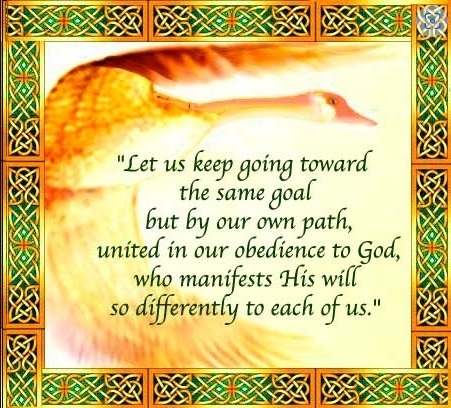 "Let us keep going toward
the same goal
but by our own path,
united in our obedience to God,
who manifests His will
so differently to each of us."